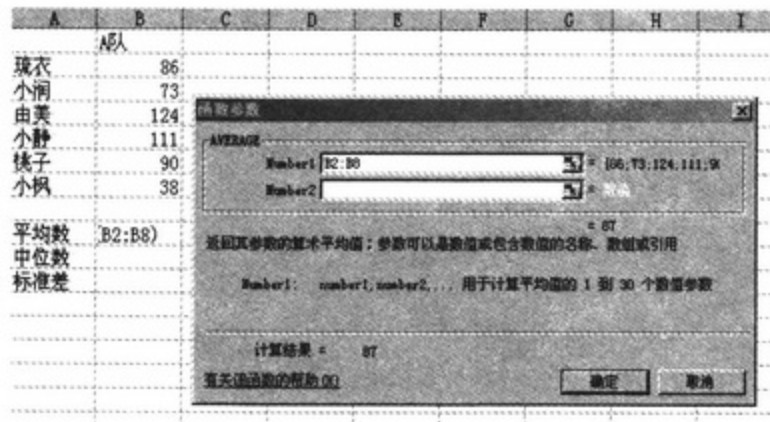 A B C D E F G H I
A队
琉衣 86
小润 73
由美 124
小静 111
桃子 90
小枫 38
平均数 B2:B8)
中位数
标准差
函数参数
AVERAGE
Number1 B2:B8 = {86;73;124;111;9(
Number2 =
= 87
返回其参数的算术平均值；参数可以是数值或包含数值的名称、数组或引用
Number1: number1,number2,... 用于计算平均值的 1 到 30 个数值参数
计算结果 = 87
有关该函数的帮助(H)
确定 取消